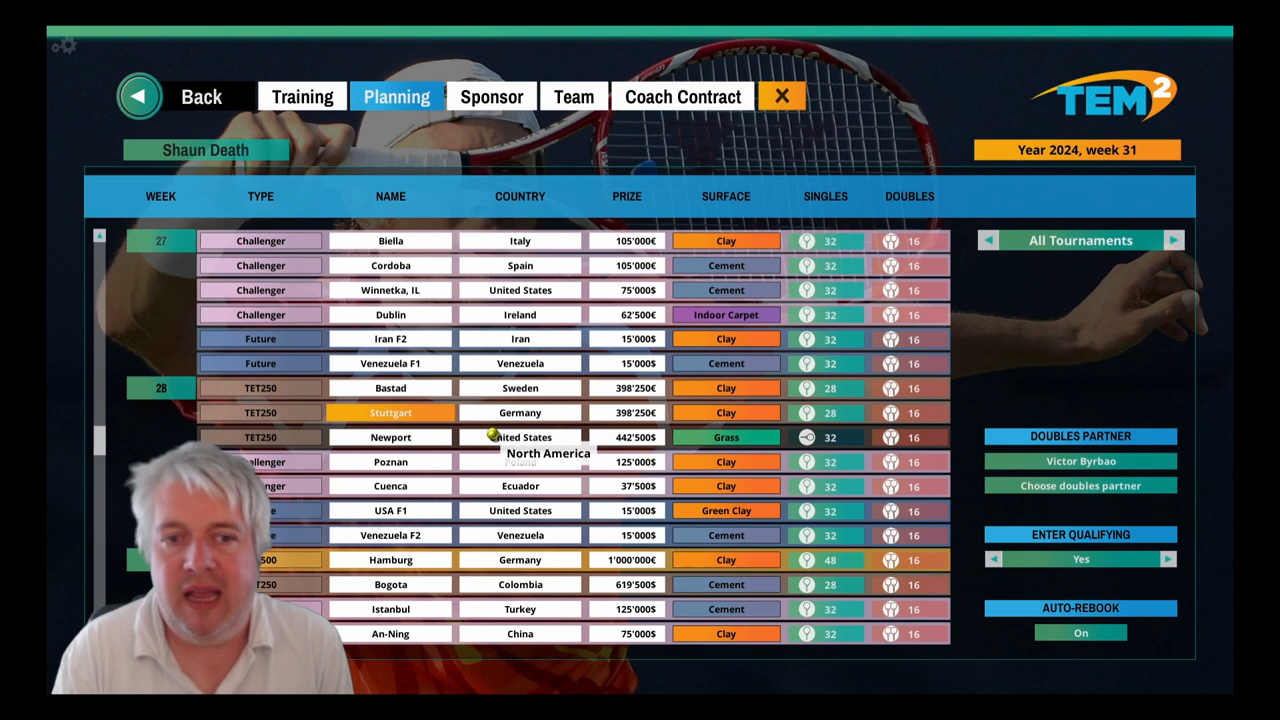 Back Training Planning Sponsor Team Coach Contract X
TEM2
Shaun Death Year 2024, week 31
WEEK TYPE NAME COUNTRY PRIZE SURFACE SINGLES DOUBLES
27 Challenger Biella Italy 105'000€ Clay 32 16 All Tournaments
Challenger Cordoba Spain 105'000€ Cement 32 16
Challenger Winnetka, IL United States 75'000€ Cement 32 16
Challenger Dublin Ireland 62'500€ Indoor Carpet 32 16
Future Iran F2 Iran 15'000€ Clay 32 16
Future Venezuela F1 Venezuela 15'000€ Cement 32 16
28 TET250 Bastad Sweden 398'250€ Clay 28 16
TET250 Stuttgart Germany 398'250€ Clay 28 16
TET250 Newport United States 442'500$ Grass 32 16 DOUBLES PARTNER
North America
allenger Poznan Poland 125'000$ Clay 32 16 Victor Byrbao
nger Cuenca Ecuador 37'500$ Clay 32 16 Choose doubles partner
e USA F1 United States 15'000$ Green Clay 32 16
e Venezuela F2 Venezuela 15'000$ Cement 32 16 ENTER QUALIFYING
500 Hamburg Germany 1'000'000€ Clay 48 16 Yes
T250 Bogota Colombia 619'500$ Cement 28 16
Istanbul Turkey 125'000$ Cement 32 16 AUTO-REBOOK
An-Ning China 75'000$ Clay 32 16 On